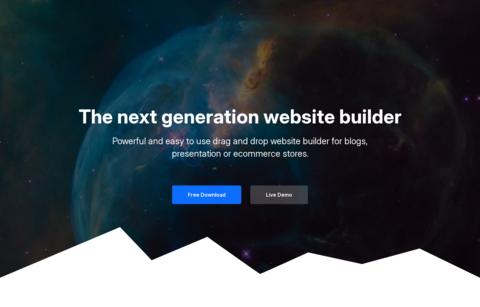 The next generation website builder
Powerful and easy to use drag and drop website builder for blogs,
presentation or ecommerce stores.
Free Download
Live Demo